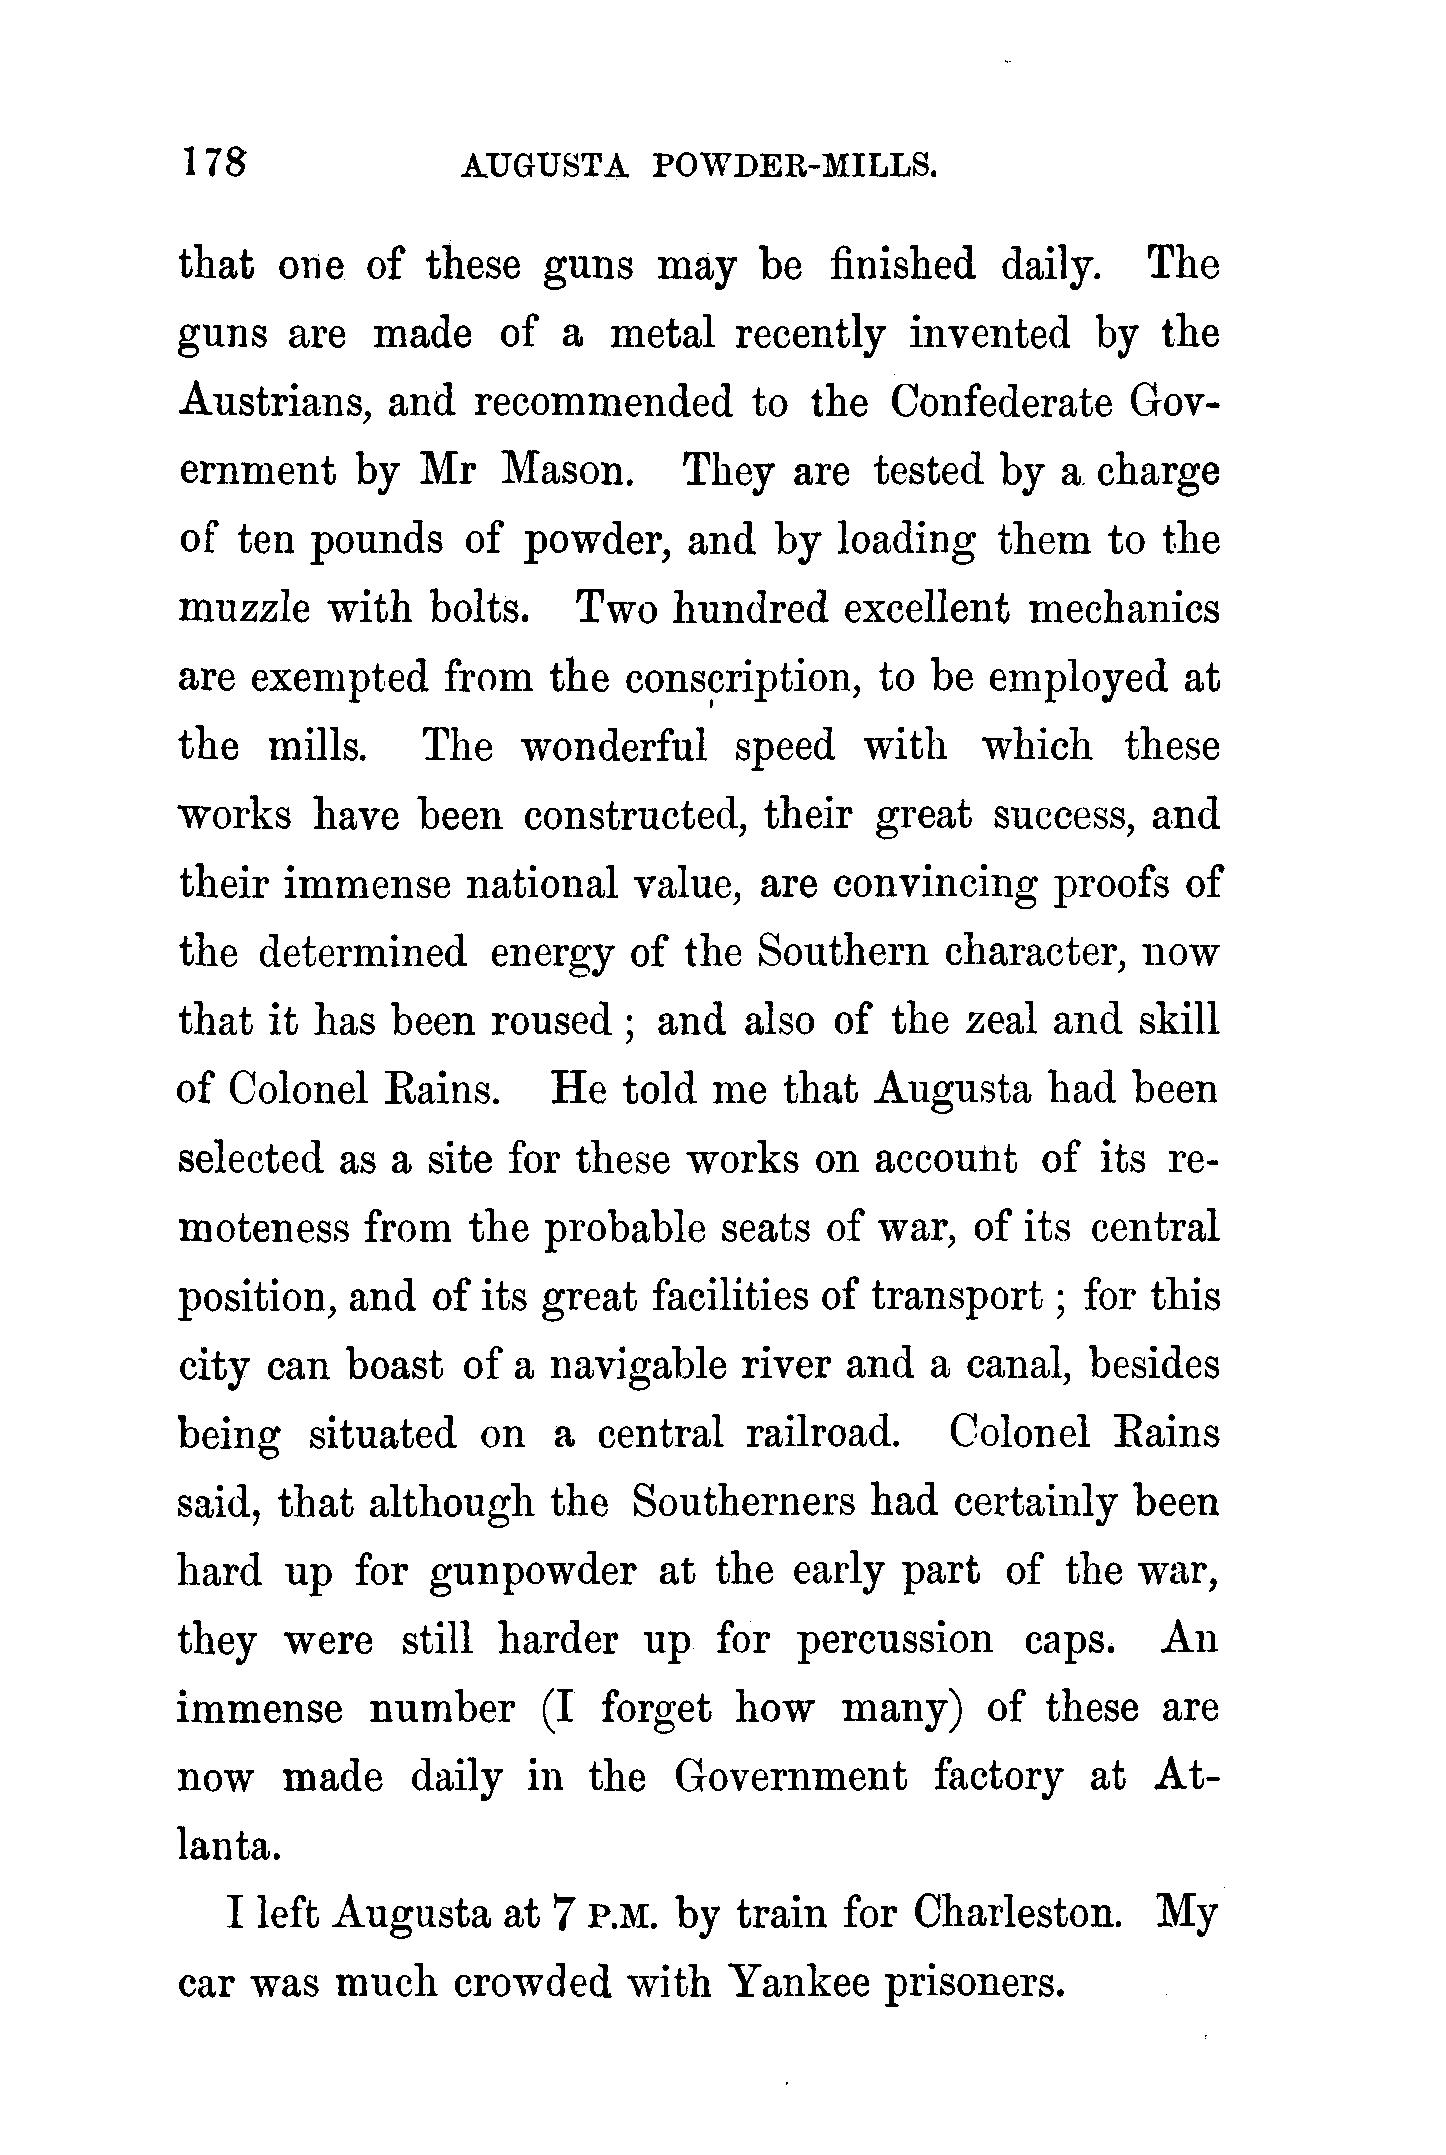 178 AUGUSTA POWDER-MILLS.
that one of these guns may be finished daily. The
guns are made of a metal recently invented by the
Austrians, and recommended to the Confederate Gov-
ernment by Mr Mason. They are tested by a charge
of ten pounds of powder, and by loading them to the
muzzle with bolts. Two hundred excellent mechanics
are exempted from the conscription, to be employed at
the mills. The wonderful speed with which these
works have been constructed, their great success, and
their immense national value, are convincing proofs of
the determined energy of the Southern character, now
that it has been roused ; and also of the zeal and skill
of Colonel Rains. He told me that Augusta had been
selected as a site for these works on account of its re-
moteness from the probable seats of war, of its central
position, and of its great facilities of transport ; for this
city can boast of a navigable river and a canal, besides
being situated on a central railroad. Colonel Rains
said, that although the Southerners had certainly been
hard up for gunpowder at the early part of the war,
they were still harder up for percussion caps. An
immense number (I forget how many) of these are
now made daily in the Government factory at At-
lanta.
I left Augusta at 7 P.M. by train for Charleston. My
car was much crowded with Yankee prisoners.